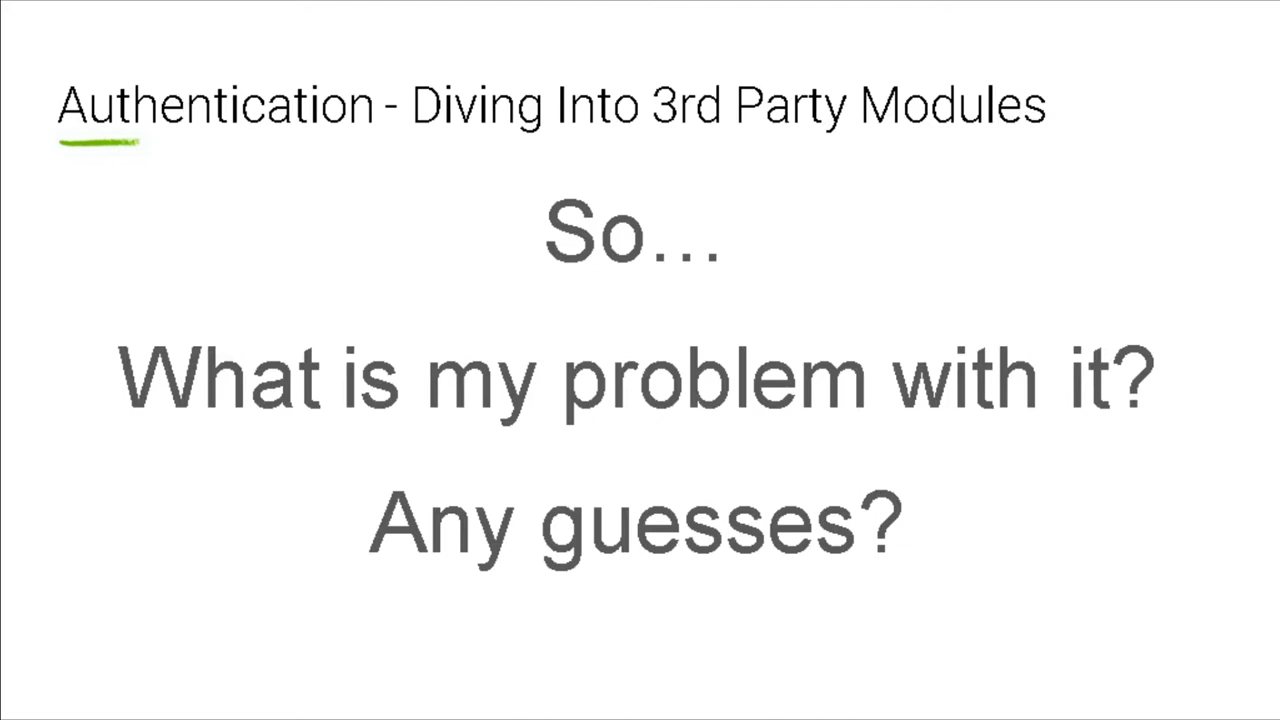 Authentication - Diving Into 3rd Party Modules
So...
What is my problem with it?
Any guesses?